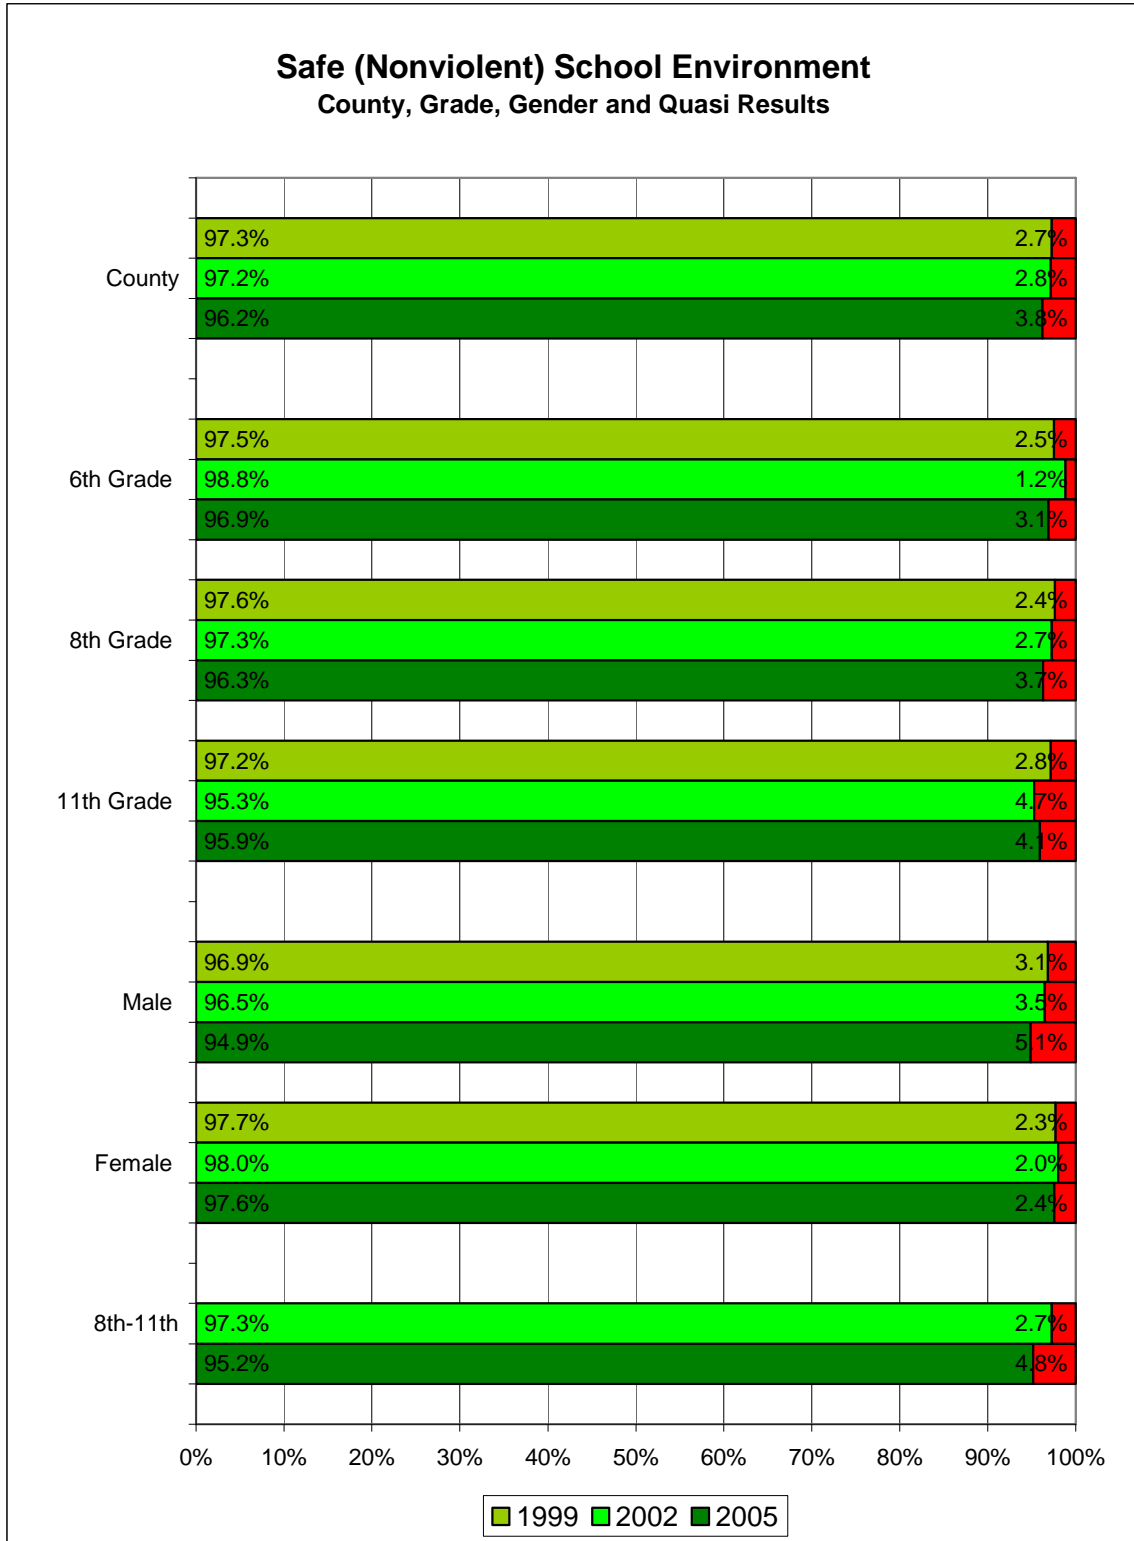 Safe (Nonviolent) School Environment
County, Grade, Gender and Quasi Results
97.3% 2.7%
County 97.2% 2.8%
96.2% 3.8%
97.5% 2.5%
6th Grade 98.8% 1.2%
96.9% 3.1%
97.6% 2.4%
8th Grade 97.3% 2.7%
96.3% 3.7%
97.2% 2.8%
11th Grade 95.3% 4.7%
95.9% 4.1%
96.9% 3.1%
Male 96.5% 3.5%
94.9% 5.1%
97.7% 2.3%
Female 98.0% 2.0%
97.6% 2.4%
8th-11th 97.3% 2.7%
95.2% 4.8%
0% 10% 20% 30% 40% 50% 60% 70% 80% 90% 100%
1999 2002 2005